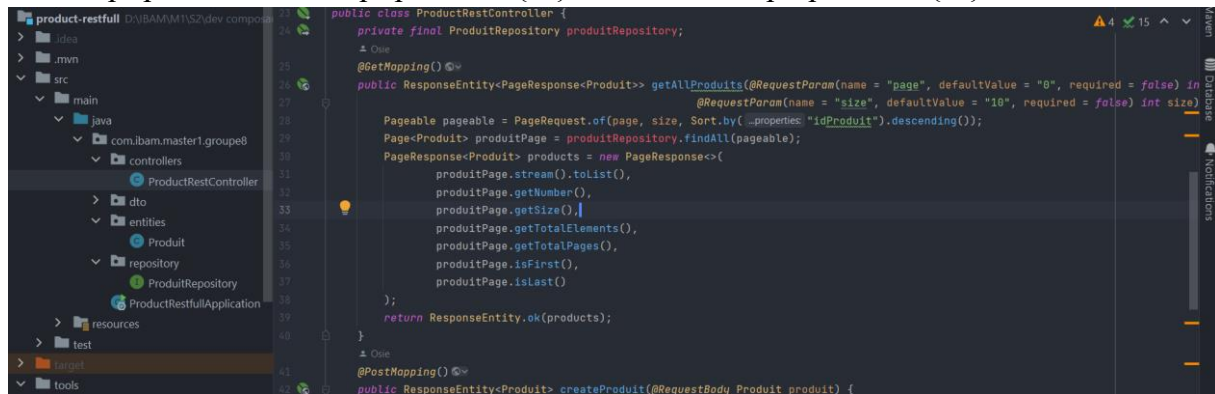 product-restfull D:\IBAM\M1\S2\dev compos
.idea
.mvn
src
main
java
com.ibam.master1.groupe8
controllers
ProductRestController
dto
entities
Produit
repository
ProduitRepository
ProductRestfullApplication
resources
test
target
tools
23 public class ProductRestController {
24 private final ProduitRepository produitRepository;
Osie
25 @GetMapping()
26 public ResponseEntity<PageResponse<Produit>> getAllProduits(@RequestParam(name = "page", defaultValue = "0", required = false) in
27 @RequestParam(name = "size", defaultValue = "10", required = false) int size)
28 Pageable pageable = PageRequest.of(page, size, Sort.by( ...properties: "idProduit").descending());
29 Page<Produit> produitPage = produitRepository.findAll(pageable);
30 PageResponse<Produit> products = new PageResponse<>(
31 produitPage.stream().toList(),
32 produitPage.getNumber(),
33 produitPage.getSize(),
34 produitPage.getTotalElements(),
35 produitPage.getTotalPages(),
36 produitPage.isFirst(),
37 produitPage.isLast()
38 );
39 return ResponseEntity.ok(products);
40 }
Osie
41 @PostMapping()
42 public ResponseEntity<Produit> createProduit(@RequestBody Produit produit) {
4 15
Maven
Database
Notifications